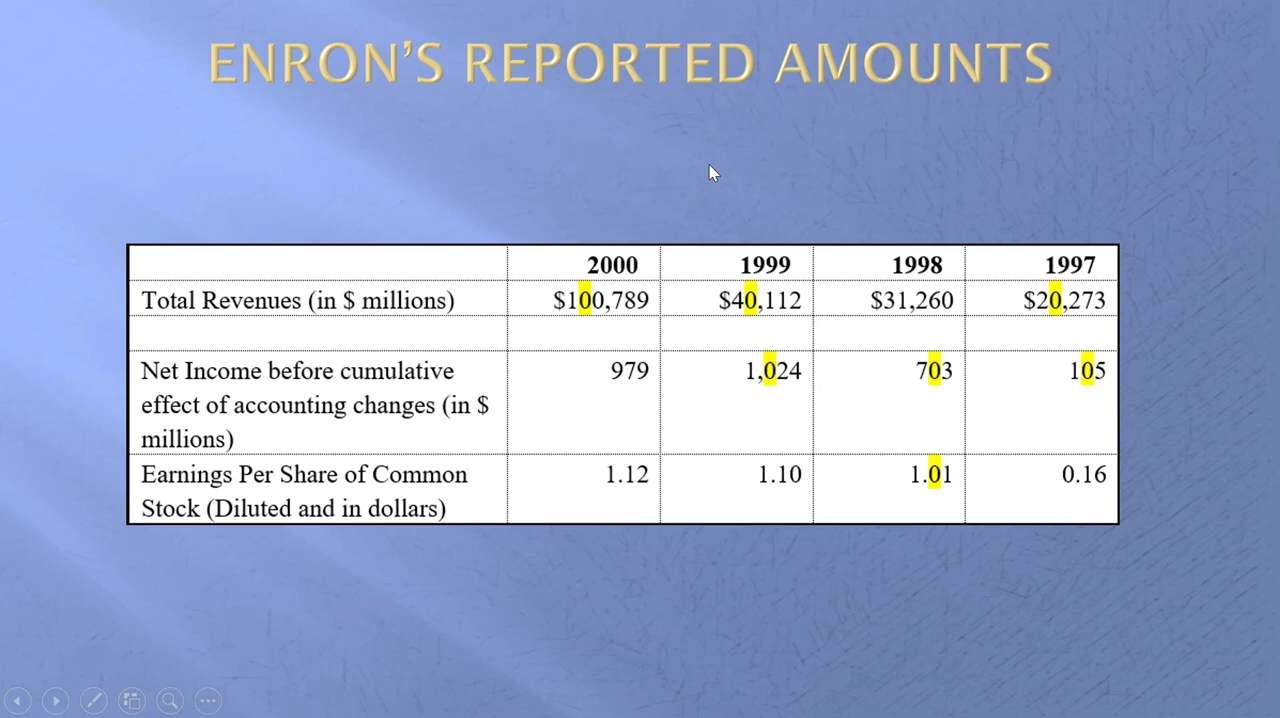 ENRON'S REPORTED AMOUNTS
2000 1999 1998 1997
Total Revenues (in $ millions) $100,789 $40,112 $31,260 $20,273
Net Income before cumulative 979 1,024 703 105
effect of accounting changes (in $
millions)
Earnings Per Share of Common 1.12 1.10 1.01 0.16
Stock (Diluted and in dollars)